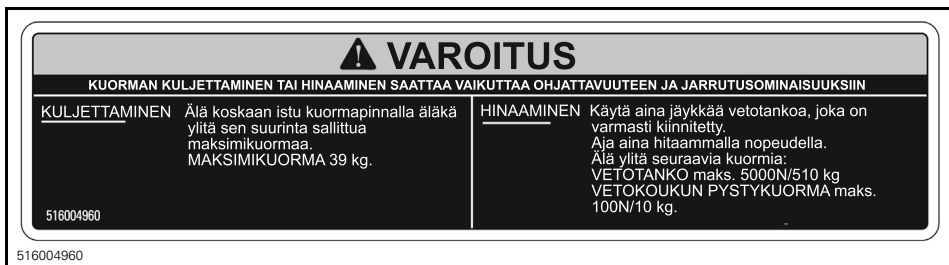 VAROITUS
KUORMAN KULJETTAMINEN TAI HINAAMINEN SAATTAA VAIKUTTAA OHJATTAVUUTEEN JA JARRUTUSOMINAISUUKSIIN
KULJETTAMINEN
Älä koskaan istu kuormapinnalla äläkä
ylitä sen suurinta sallittua
maksimikuormaa.
MAKSIMIKUORMA 39 kg.
516004960
HINAAMINEN
Käytä aina jäykkää vetotankoa, joka on
varmasti kiinnitetty.
Aja aina hitaammalla nopeudella.
Älä ylitä seuraavia kuormia:
VETOTANKO maks. 5000N/510 kg
VETOKOUKUN PYSTYKUORMA maks.
100N/10 kg.
516004960